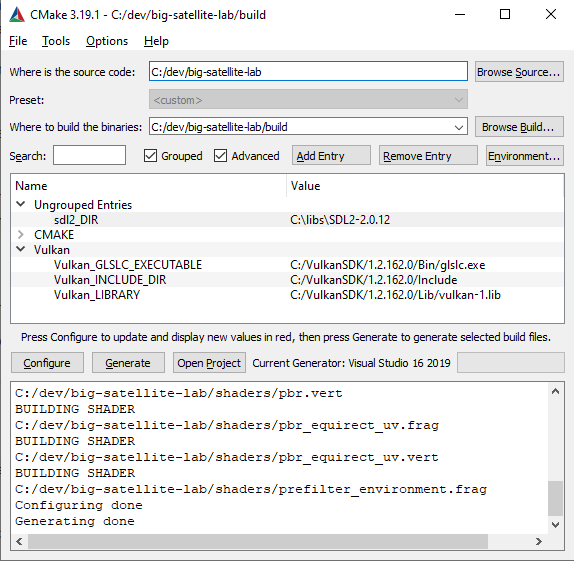 CMake 3.19.1 - C:/dev/big-satellite-lab/build
File Tools Options Help
Where is the source code: C:/dev/big-satellite-lab Browse Source...
Preset: <custom>
Where to build the binaries: C:/dev/big-satellite-lab/build Browse Build...
Search: Grouped Advanced Add Entry Remove Entry Environment...
Name Value
Ungrouped Entries
sdl2_DIR C:\libs\SDL2-2.0.12
CMAKE
Vulkan
Vulkan_GLSLC_EXECUTABLE C:/VulkanSDK/1.2.162.0/Bin/glslc.exe
Vulkan_INCLUDE_DIR C:/VulkanSDK/1.2.162.0/Include
Vulkan_LIBRARY C:/VulkanSDK/1.2.162.0/Lib/vulkan-1.lib
Press Configure to update and display new values in red, then press Generate to generate selected build files.
Configure Generate Open Project Current Generator: Visual Studio 16 2019
C:/dev/big-satellite-lab/shaders/pbr.vert
BUILDING SHADER
C:/dev/big-satellite-lab/shaders/pbr_equirect_uv.frag
BUILDING SHADER
C:/dev/big-satellite-lab/shaders/pbr_equirect_uv.vert
BUILDING SHADER
C:/dev/big-satellite-lab/shaders/prefilter_environment.frag
Configuring done
Generating done